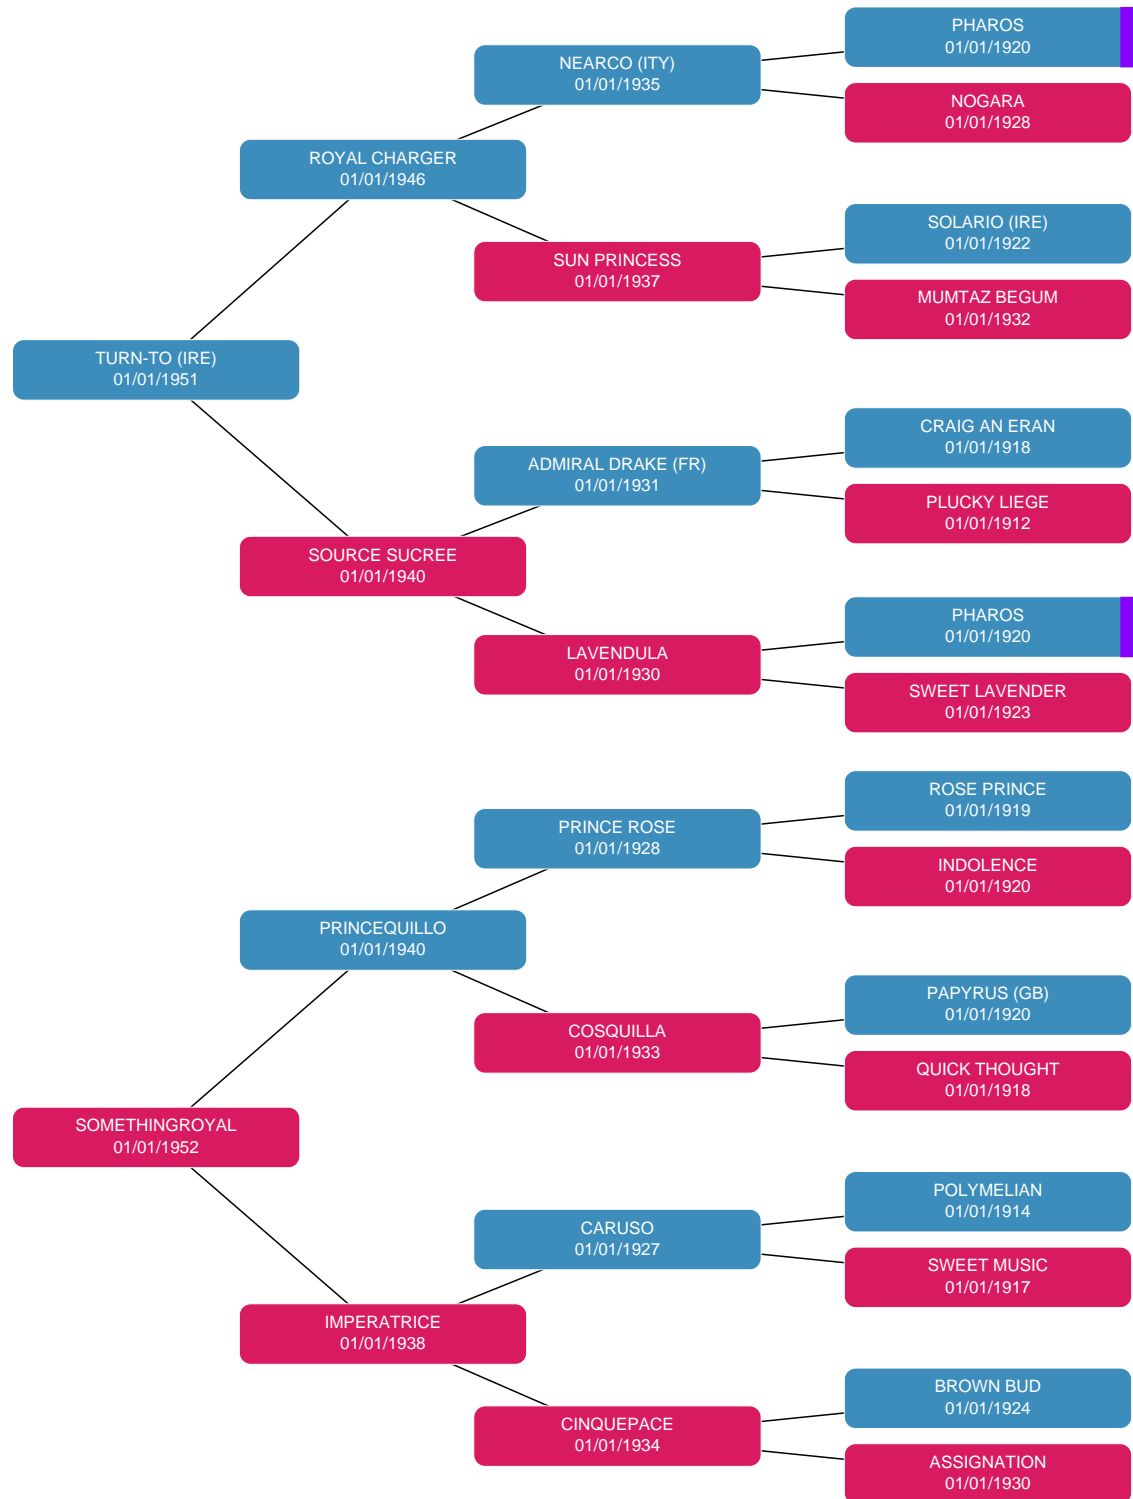 PHAROS
01/01/1920
NEARCO (ITY)
01/01/1935
NOGARA
01/01/1928
ROYAL CHARGER
01/01/1946
SOLARIO (IRE)
01/01/1922
SUN PRINCESS
01/01/1937
MUMTAZ BEGUM
01/01/1932
TURN-TO (IRE)
01/01/1951
CRAIG AN ERAN
01/01/1918
ADMIRAL DRAKE (FR)
01/01/1931
PLUCKY LIEGE
01/01/1912
SOURCE SUCREE
01/01/1940
PHAROS
01/01/1920
LAVENDULA
01/01/1930
SWEET LAVENDER
01/01/1923
ROSE PRINCE
01/01/1919
PRINCE ROSE
01/01/1928
INDOLENCE
01/01/1920
PRINCEQUILLO
01/01/1940
PAPYRUS (GB)
01/01/1920
COSQUILLA
01/01/1933
QUICK THOUGHT
01/01/1918
SOMETHINGROYAL
01/01/1952
POLYMELIAN
01/01/1914
CARUSO
01/01/1927
SWEET MUSIC
01/01/1917
IMPERATRICE
01/01/1938
BROWN BUD
01/01/1924
CINQUEPACE
01/01/1934
ASSIGNATION
01/01/1930